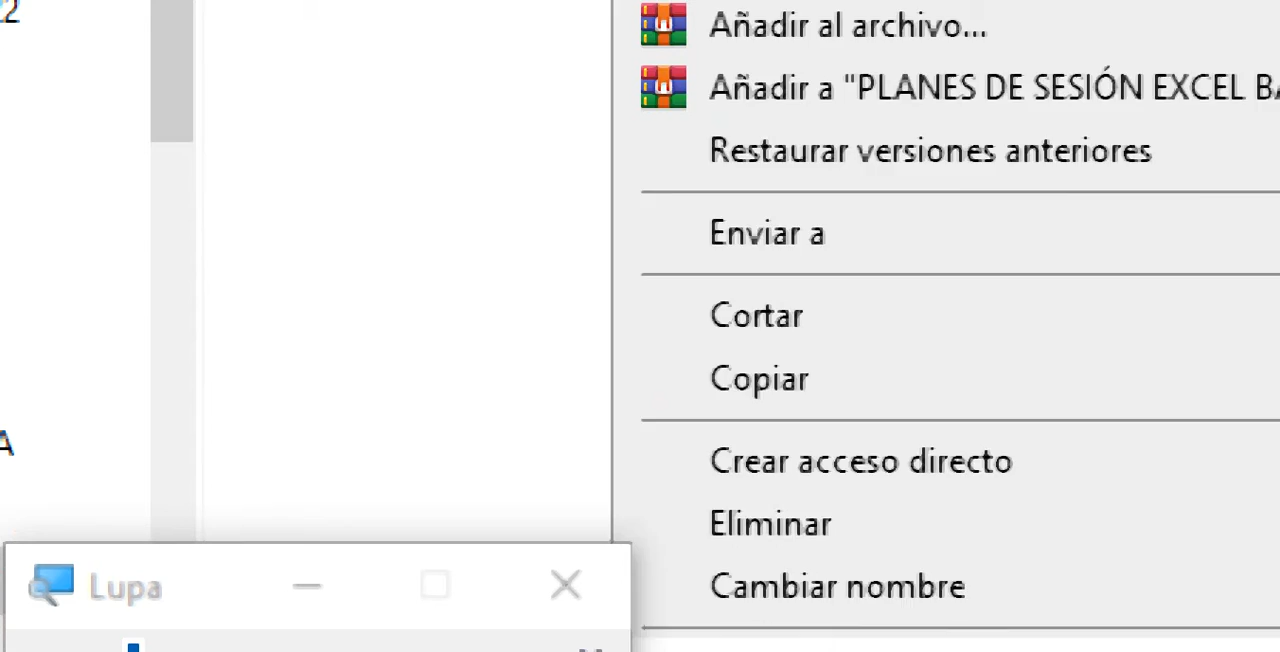 2
Añadir al archivo...
Añadir a "PLANES DE SESIÓN EXCEL
Restaurar versiones anteriores
Enviar a
Cortar
Copiar
A
Crear acceso directo
Eliminar
Cambiar nombre
Lupa